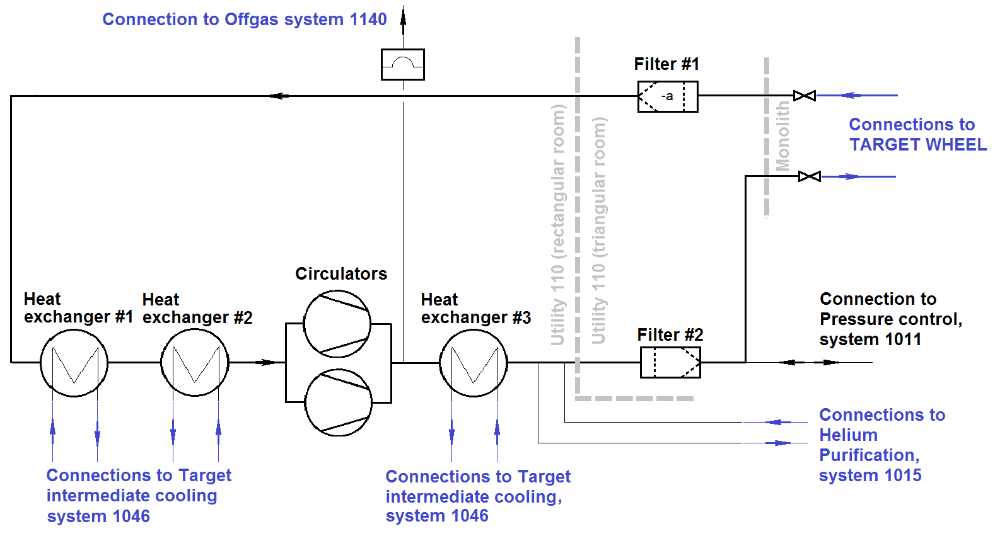 Connection to Offgas system 1140
Filter #1
-a
Connections to
TARGET WHEEL
Monolith
Utility 110 (rectangular room)
Utility 110 (triangular room)
Circulators
Heat
exchanger #1
Heat
exchanger #2
Heat
exchanger #3
Filter #2
Connection to
Pressure control,
system 1011
Connections to
Helium
Purification,
system 1015
Connections to Target
intermediate cooling
system 1046
Connections to Target
intermediate cooling,
system 1046